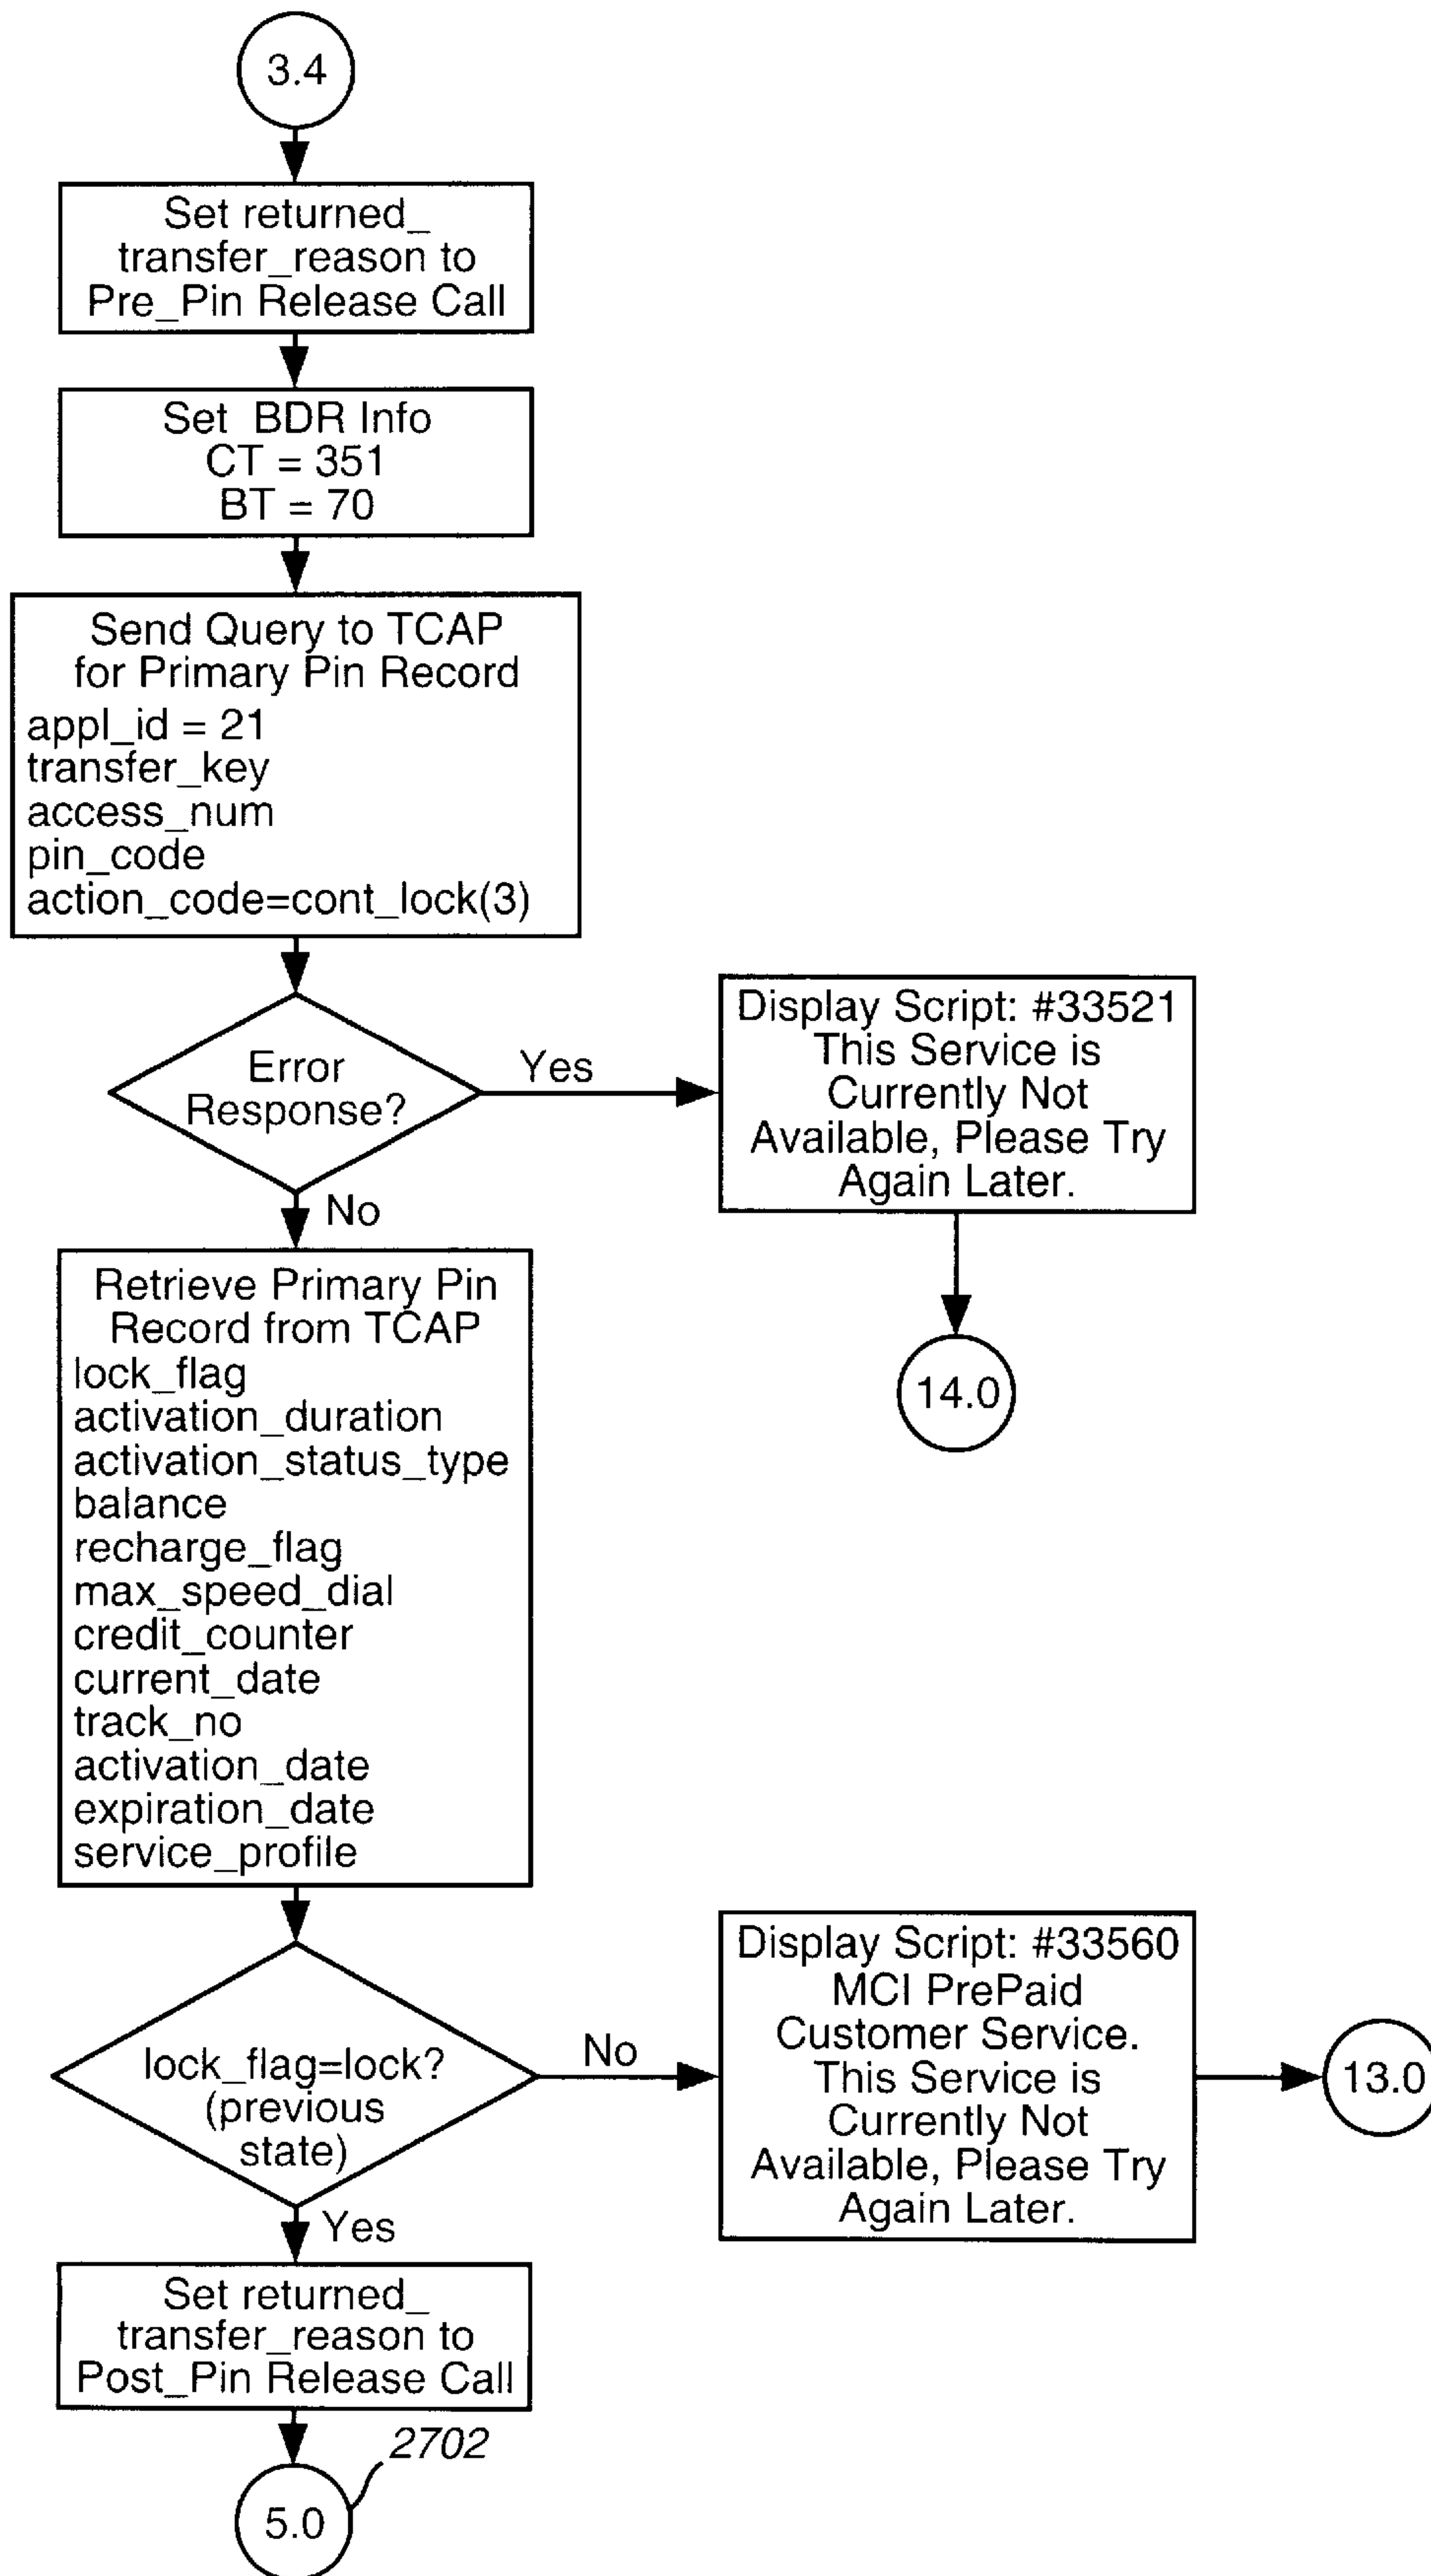 3.4
Set returned_
transfer_reason to
Pre_Pin Release Call
Set BDR Info
CT = 351
BT = 70
Send Query to TCAP
for Primary Pin Record
appl_id = 21
transfer_key
access_num
pin_code
action_code=cont_lock(3)
Error
Response?
Yes
Display Script: #33521
This Service is
Currently Not
Available, Please Try
Again Later.
14.0
No
Retrieve Primary Pin
Record from TCAP
lock_flag
activation_duration
activation_status_type
balance
recharge_flag
max_speed_dial
credit_counter
current_date
track_no
activation_date
expiration_date
service_profile
lock_flag=lock?
(previous
state)
No
Display Script: #33560
MCI PrePaid
Customer Service.
This Service is
Currently Not
Available, Please Try
Again Later.
13.0
Yes
Set returned_
transfer_reason to
Post_Pin Release Call
2702
5.0